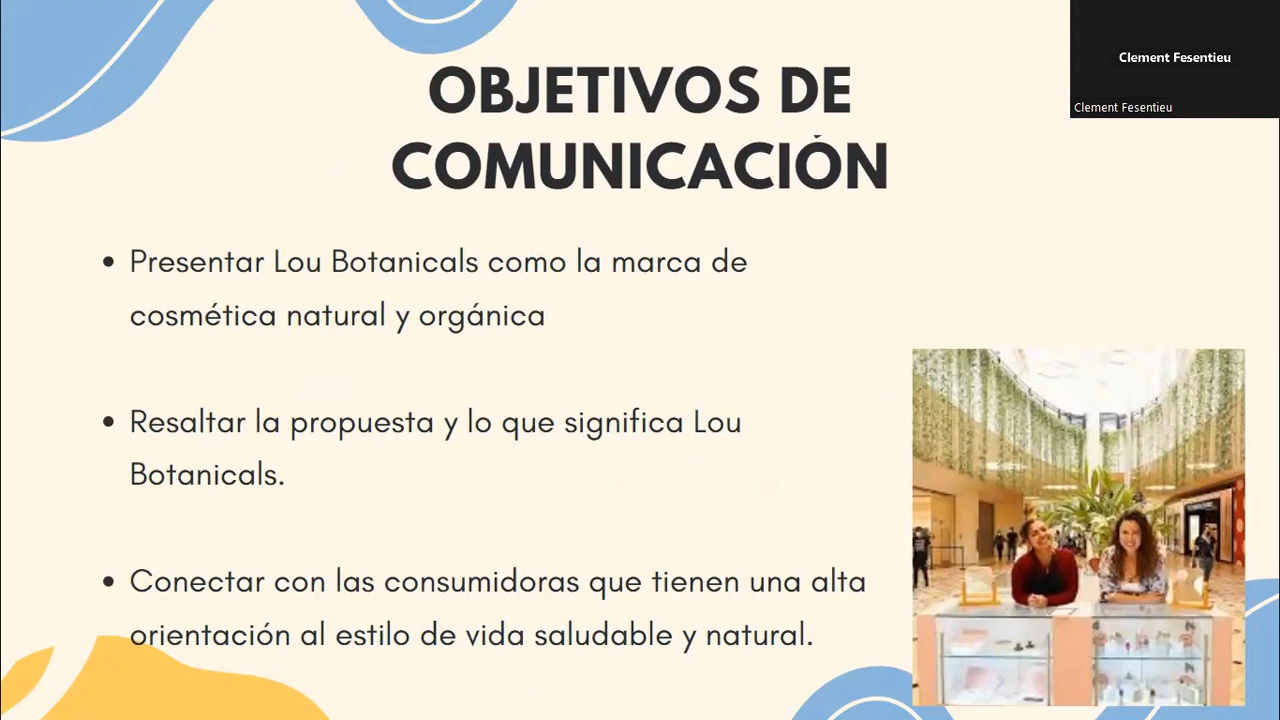 Clement Fesentieu
Clement Fesentieu
OBJETIVOS DE
COMUNICACIÓN
• Presentar Lou Botanicals como la marca de
cosmética natural y orgánica
• Resaltar la propuesta y lo que significa Lou
Botanicals.
• Conectar con las consumidoras que tienen una alta
orientación al estilo de vida saludable y natural.